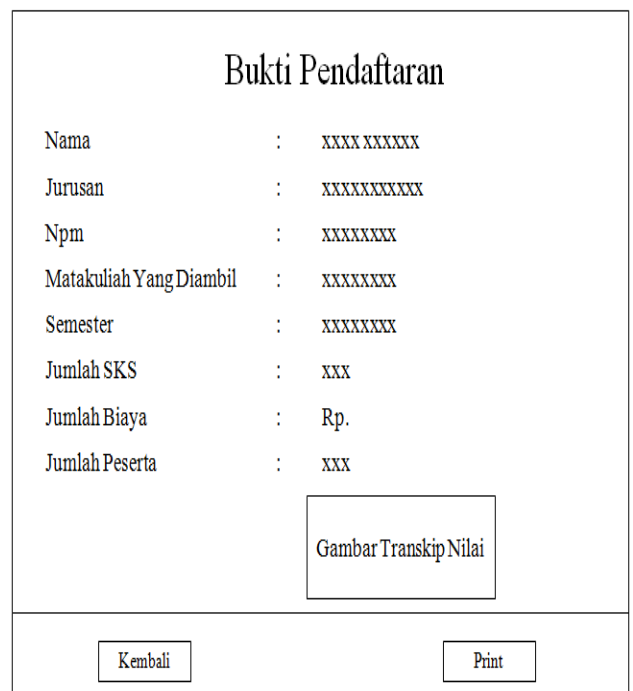 Bukti Pendaftaran
Nama : xxxx xxxxxx
Jurusan : xxxxxxxxxxx
Npm : xxxxxxxx
Matakuliah Yang Diambil : xxxxxxxx
Semester : xxxxxxxx
Jumlah SKS : xxx
Jumlah Biaya : Rp.
Jumlah Peserta : xxx
Gambar Transkip Nilai
Kembali Print